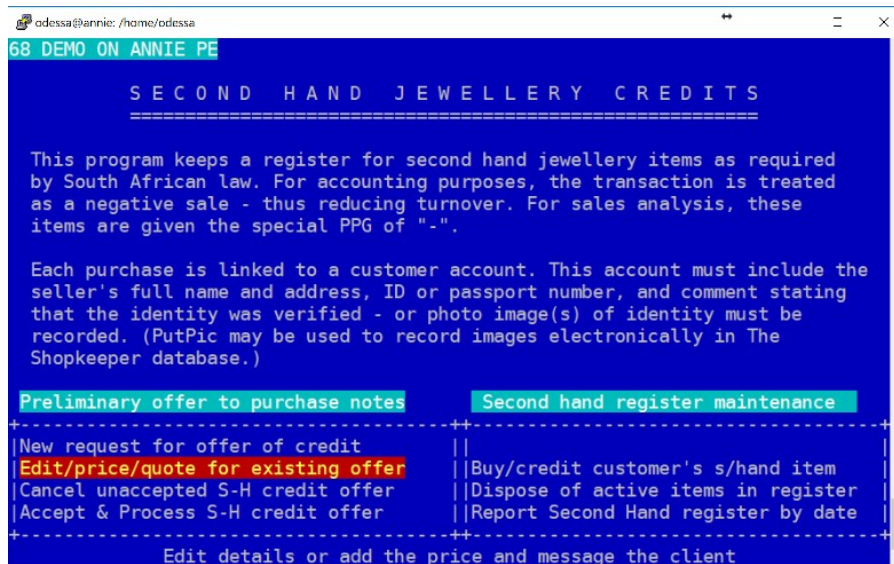 odessa@annie: /home/odessa
68 DEMO ON ANNIE PE
S E C O N D   H A N D   J E W E L L E R Y   C R E D I T S
=========================================================
This program keeps a register for second hand jewellery items as required
by South African law. For accounting purposes, the transaction is treated
as a negative sale - thus reducing turnover. For sales analysis, these
items are given the special PPG of "-".
Each purchase is linked to a customer account. This account must include the
seller's full name and address, ID or passport number, and comment stating
that the identity was verified - or photo image(s) of identity must be
recorded. (PutPic may be used to record images electronically in The
Shopkeeper database.)
Preliminary offer to purchase notes   Second hand register maintenance
+---------------------------------------++-------------------------------------+
|New request for offer of credit        ||                                     |
|Edit/price/quote for existing offer    ||Buy/credit customer's s/hand item    |
|Cancel unaccepted S-H credit offer     ||Dispose of active items in register  |
|Accept & Process S-H credit offer      ||Report Second Hand register by date  |
+---------------------------------------++-------------------------------------+
Edit details or add the price and message the client